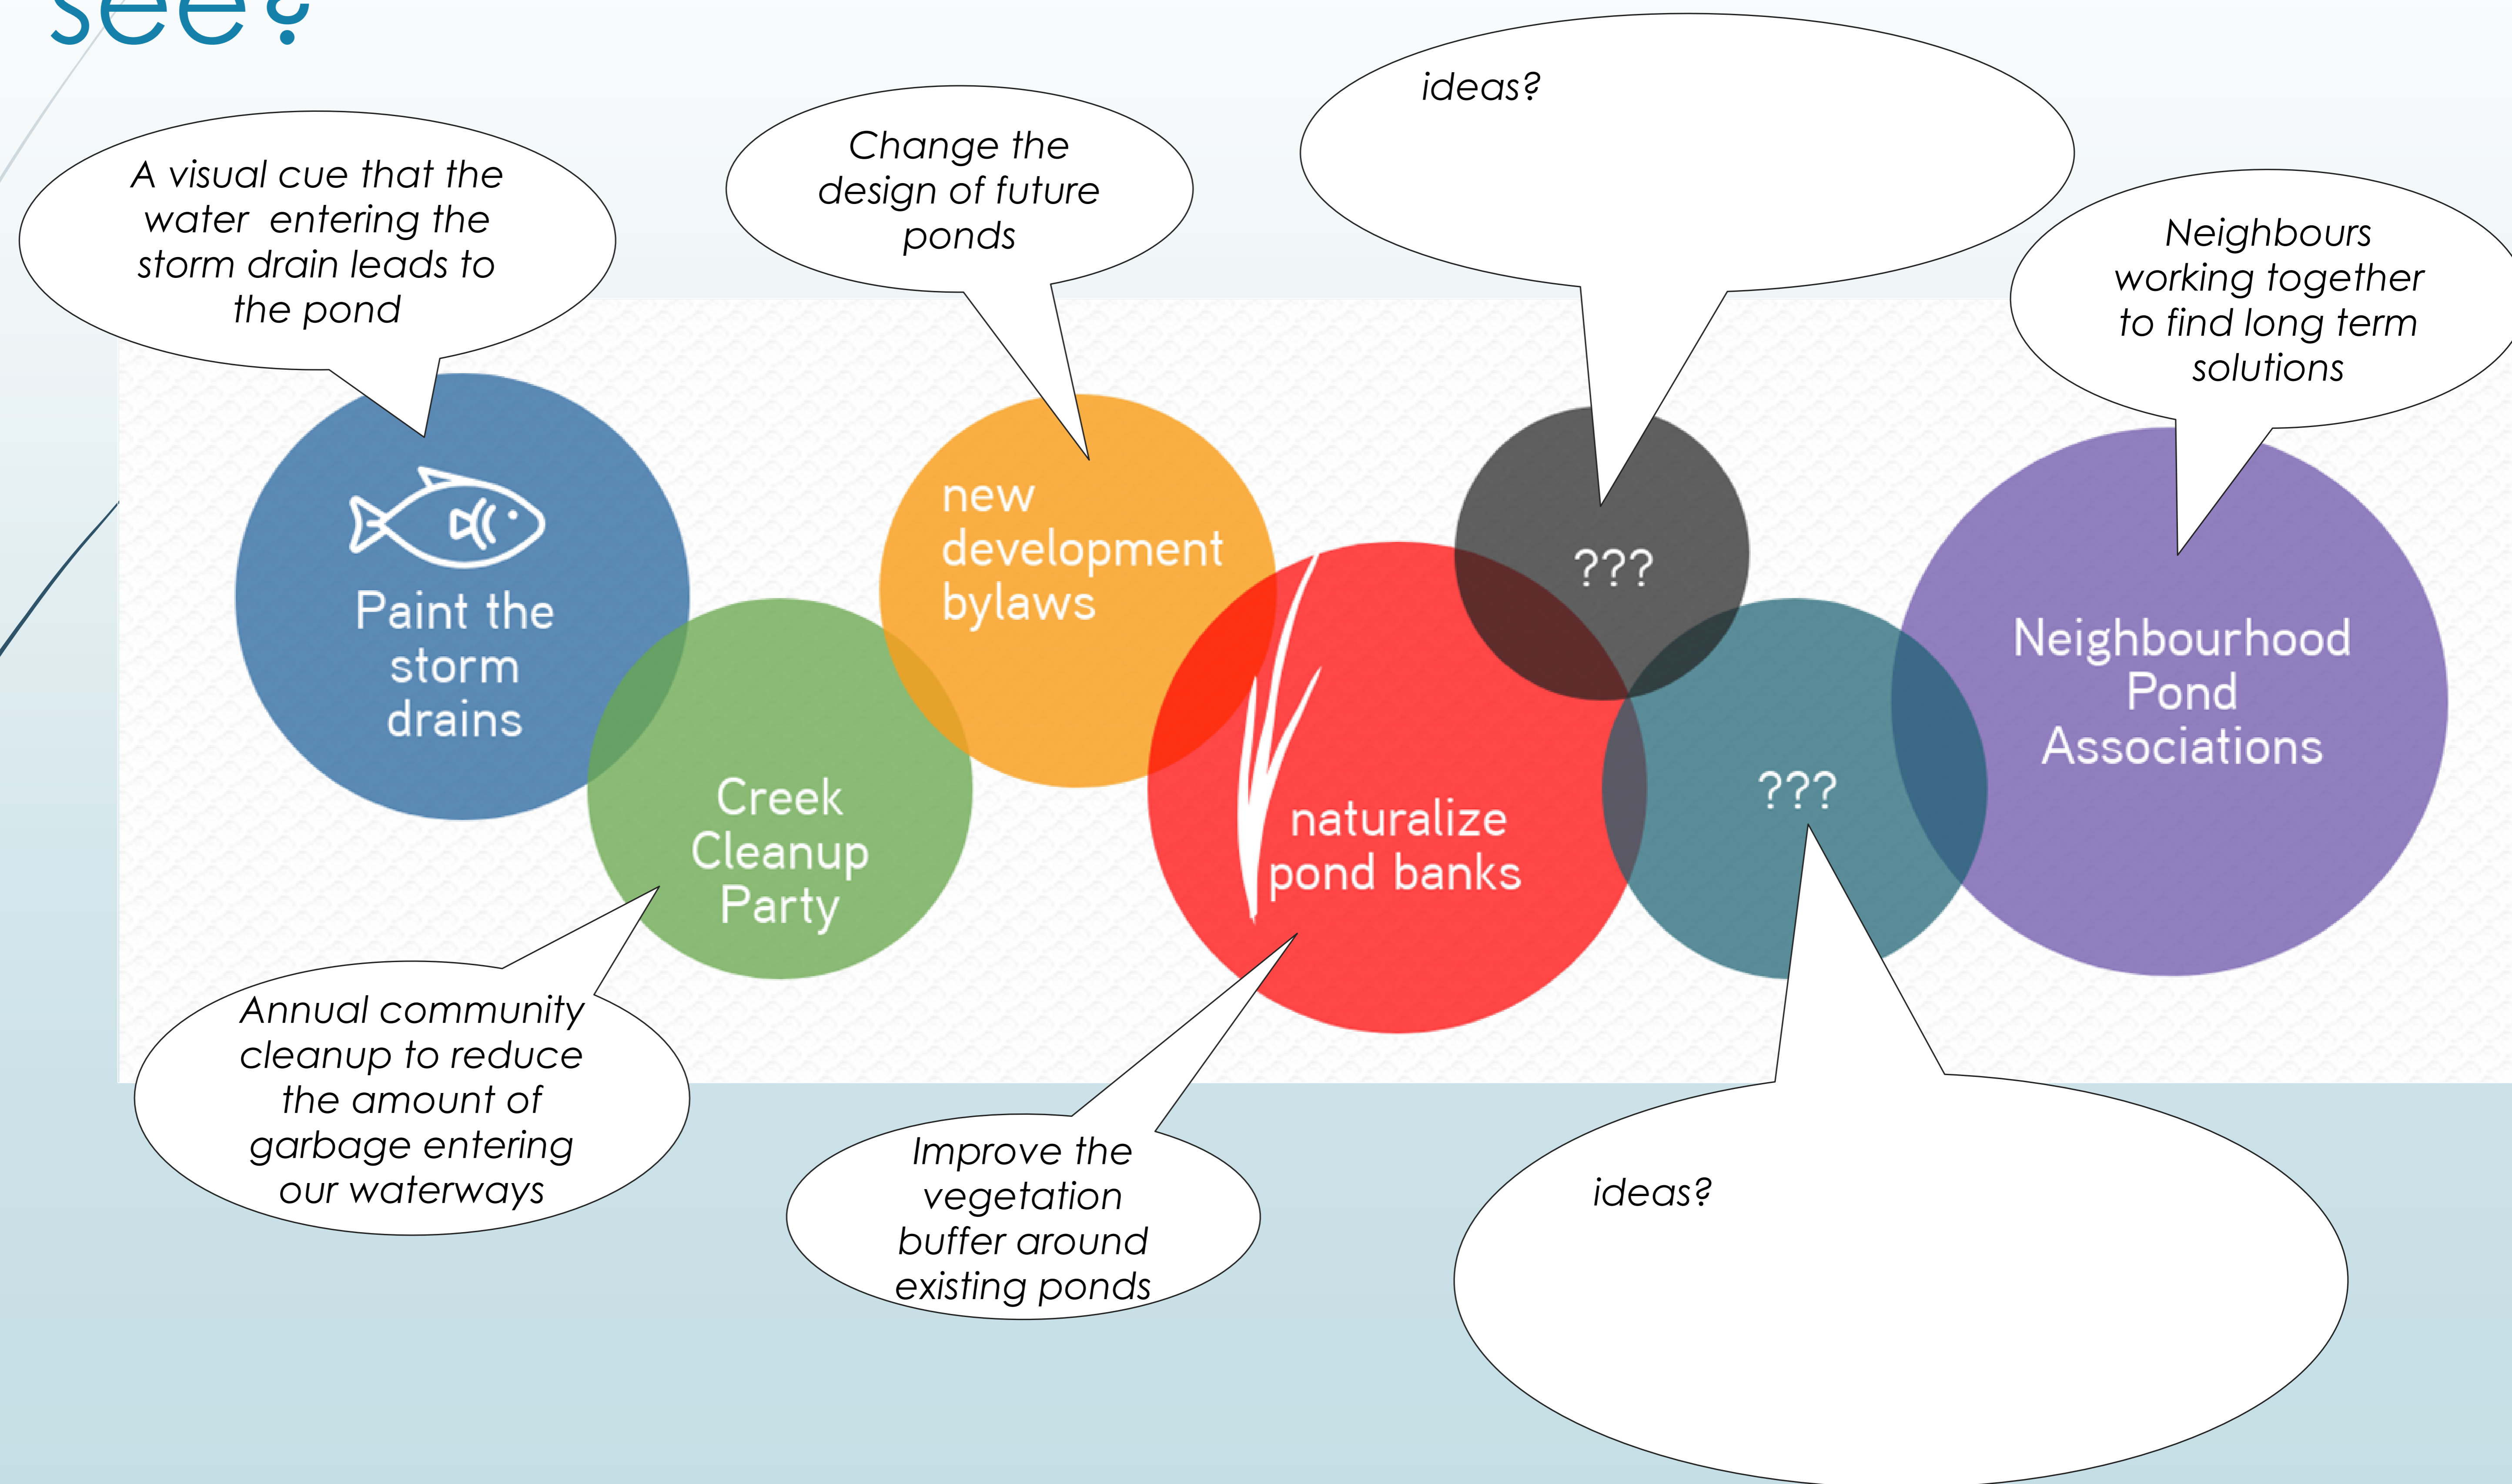 see?
A visual cue that the
water entering the
storm drain leads to
the pond
Change the
design of future
ponds
ideas?
Neighbours
working together
to find long term
solutions
Paint the
storm
drains
Creek
Cleanup
Party
new
development
bylaws
naturalize
pond banks
???
???
Neighbourhood
Pond
Associations
Annual community
cleanup to reduce
the amount of
garbage entering
our waterways
Improve the
vegetation
buffer around
existing ponds
ideas?